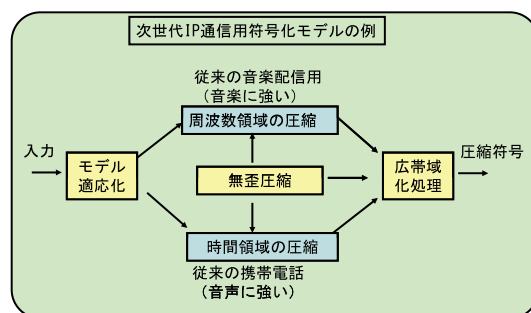 次世代IP通信用符号化モデルの例
従来の音楽配信用
(音楽に強い)
周波数領域の圧縮
入力
モデル
適応化
無歪圧縮
広帯域
化処理
圧縮符号
時間領域の圧縮
従来の携帯電話
(音声に強い)